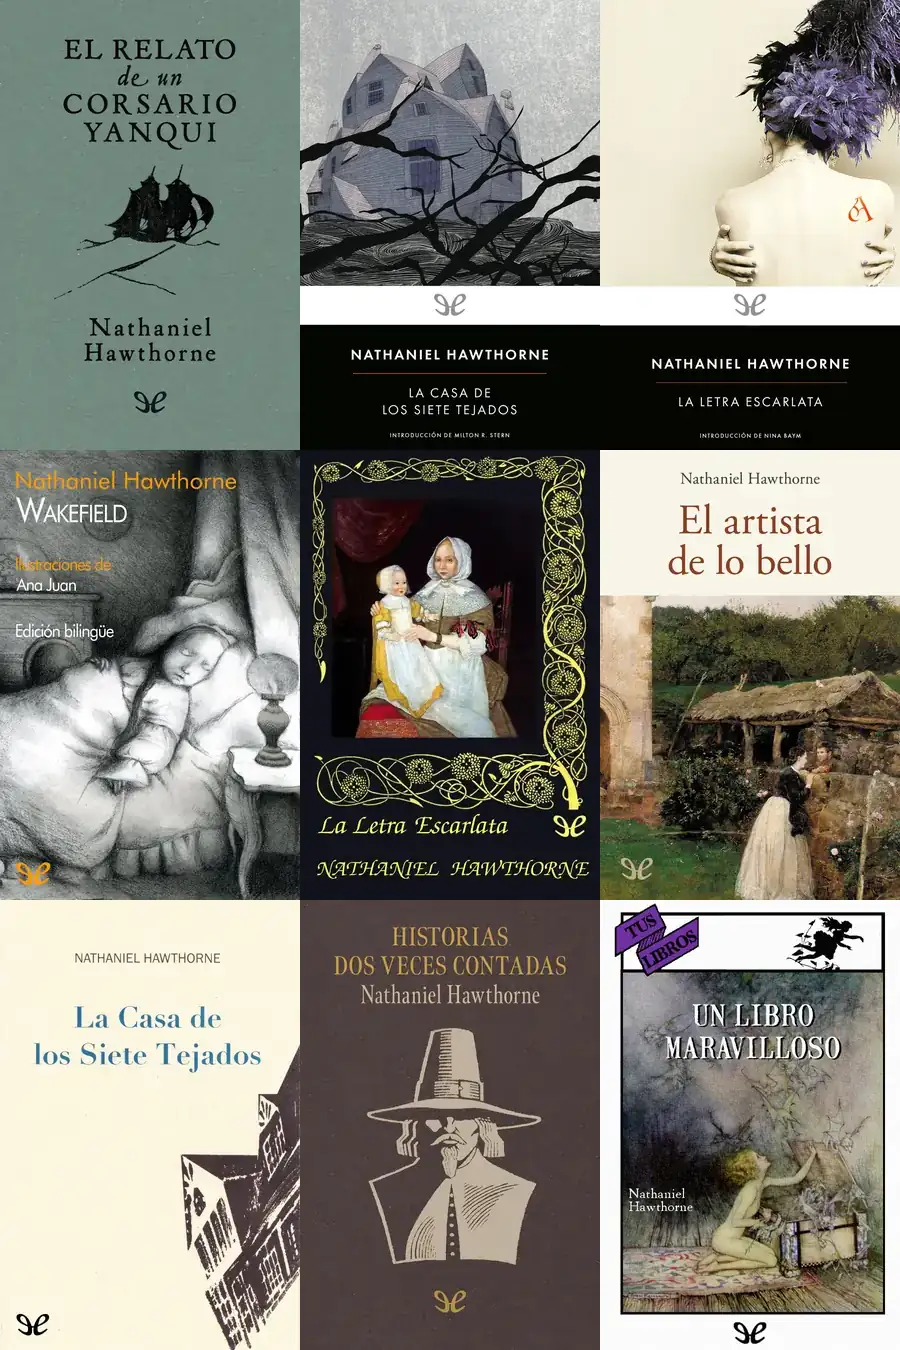 EL RELATO
de un
CORSARIO
YANQUI
Nathaniel
Hawthorne
NATHANIEL HAWTHORNE
LA CASA DE
LOS SIETE TEJADOS
INTRODUCCIÓN DE MILTON R. STERN
A
NATHANIEL HAWTHORNE
LA LETRA ESCARLATA
INTRODUCCIÓN DE NINA BAYM
Nathaniel Hawthorne
WAKEFIELD
Ilustraciones de
Ana Juan
Edición bilingüe
La Letra Escarlata
NATHANIEL HAWTHORNE
Nathaniel Hawthorne
El artista
de lo bello
NATHANIEL HAWTHORNE
La Casa de
los Siete Tejados
HISTORIAS
DOS VECES CONTADAS
Nathaniel Hawthorne
TUS
LIBROS
UN LIBRO
MARAVILLOSO
Nathaniel
Hawthorne